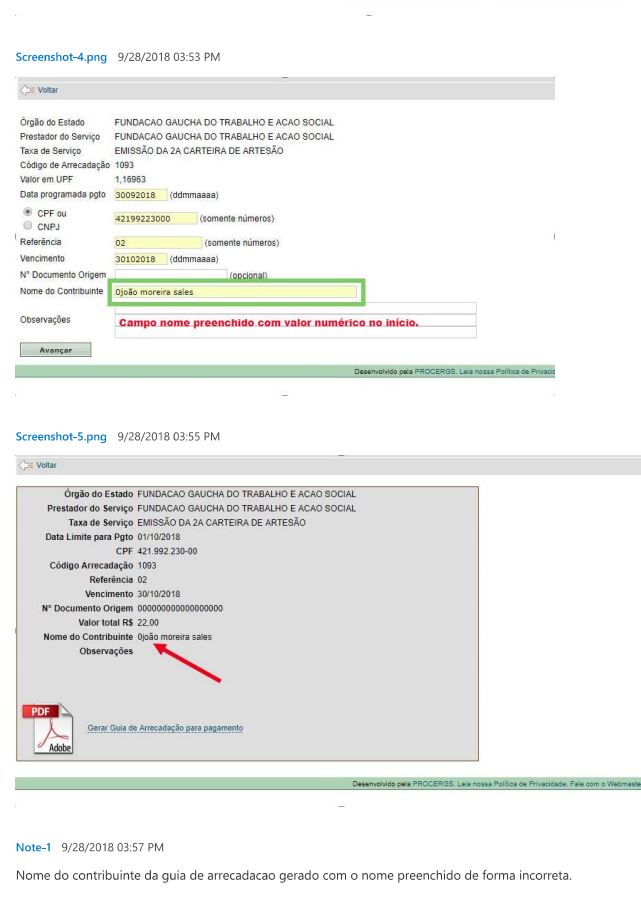 Screenshot-4.png 9/28/2018 03:53 PM
Voltar
Órgão do Estado FUNDACAO GAUCHA DO TRABALHO E ACAO SOCIAL
Prestador do Serviço FUNDACAO GAUCHA DO TRABALHO E ACAO SOCIAL
Taxa de Serviço EMISSÃO DA 2A CARTEIRA DE ARTESÃO
Código de Arrecadação 1093
Valor em UPF 1,16963
Data programada pgto 30092018 (ddmmaaaa)
CPF ou
CNPJ
42199223000 (somente números)
Referência 02 (somente números)
Vencimento 30102018 (ddmmaaaa)
N° Documento Origem (opcional)
Nome do Contribuinte 0joão moreira sales
Observações
Campo nome preenchido com valor numérico no início.
Avançar
Desenvolvido pela PROCERGS. Leia nossa Política de Privacid
Screenshot-5.png 9/28/2018 03:55 PM
Voltar
Órgão do Estado FUNDACAO GAUCHA DO TRABALHO E ACAO SOCIAL
Prestador do Serviço FUNDACAO GAUCHA DO TRABALHO E ACAO SOCIAL
Taxa de Serviço EMISSÃO DA 2A CARTEIRA DE ARTESÃO
Data Limite para Pgto 01/10/2018
CPF 421.992.230-00
Código Arrecadação 1093
Referência 02
Vencimento 30/10/2018
N° Documento Origem 000000000000000000
Valor total R$ 22,00
Nome do Contribuinte 0joão moreira sales
Observações
PDF
Adobe
Gerar Guia de Arrecadação para pagamento
Desenvolvido pela PROCERGS. Leia nossa Política de Privacidade. Fale com o Webmaste
Note-1 9/28/2018 03:57 PM
Nome do contribuinte da guia de arrecadacao gerado com o nome preenchido de forma incorreta.